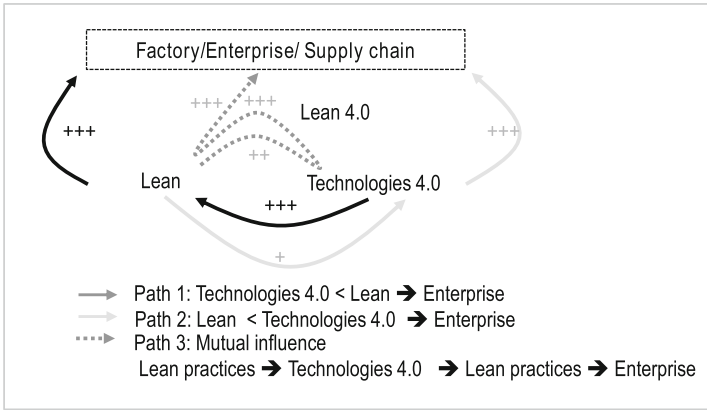 Factory/Enterprise/ Supply chain
+++
+++
+++
Lean 4.0
+++
++
Lean
Technologies 4.0
+++
+
Path 1: Technologies 4.0 < Lean ➔ Enterprise
Path 2: Lean < Technologies 4.0 ➔ Enterprise
Path 3: Mutual influence
Lean practices ➔ Technologies 4.0 ➔ Lean practices ➔ Enterprise